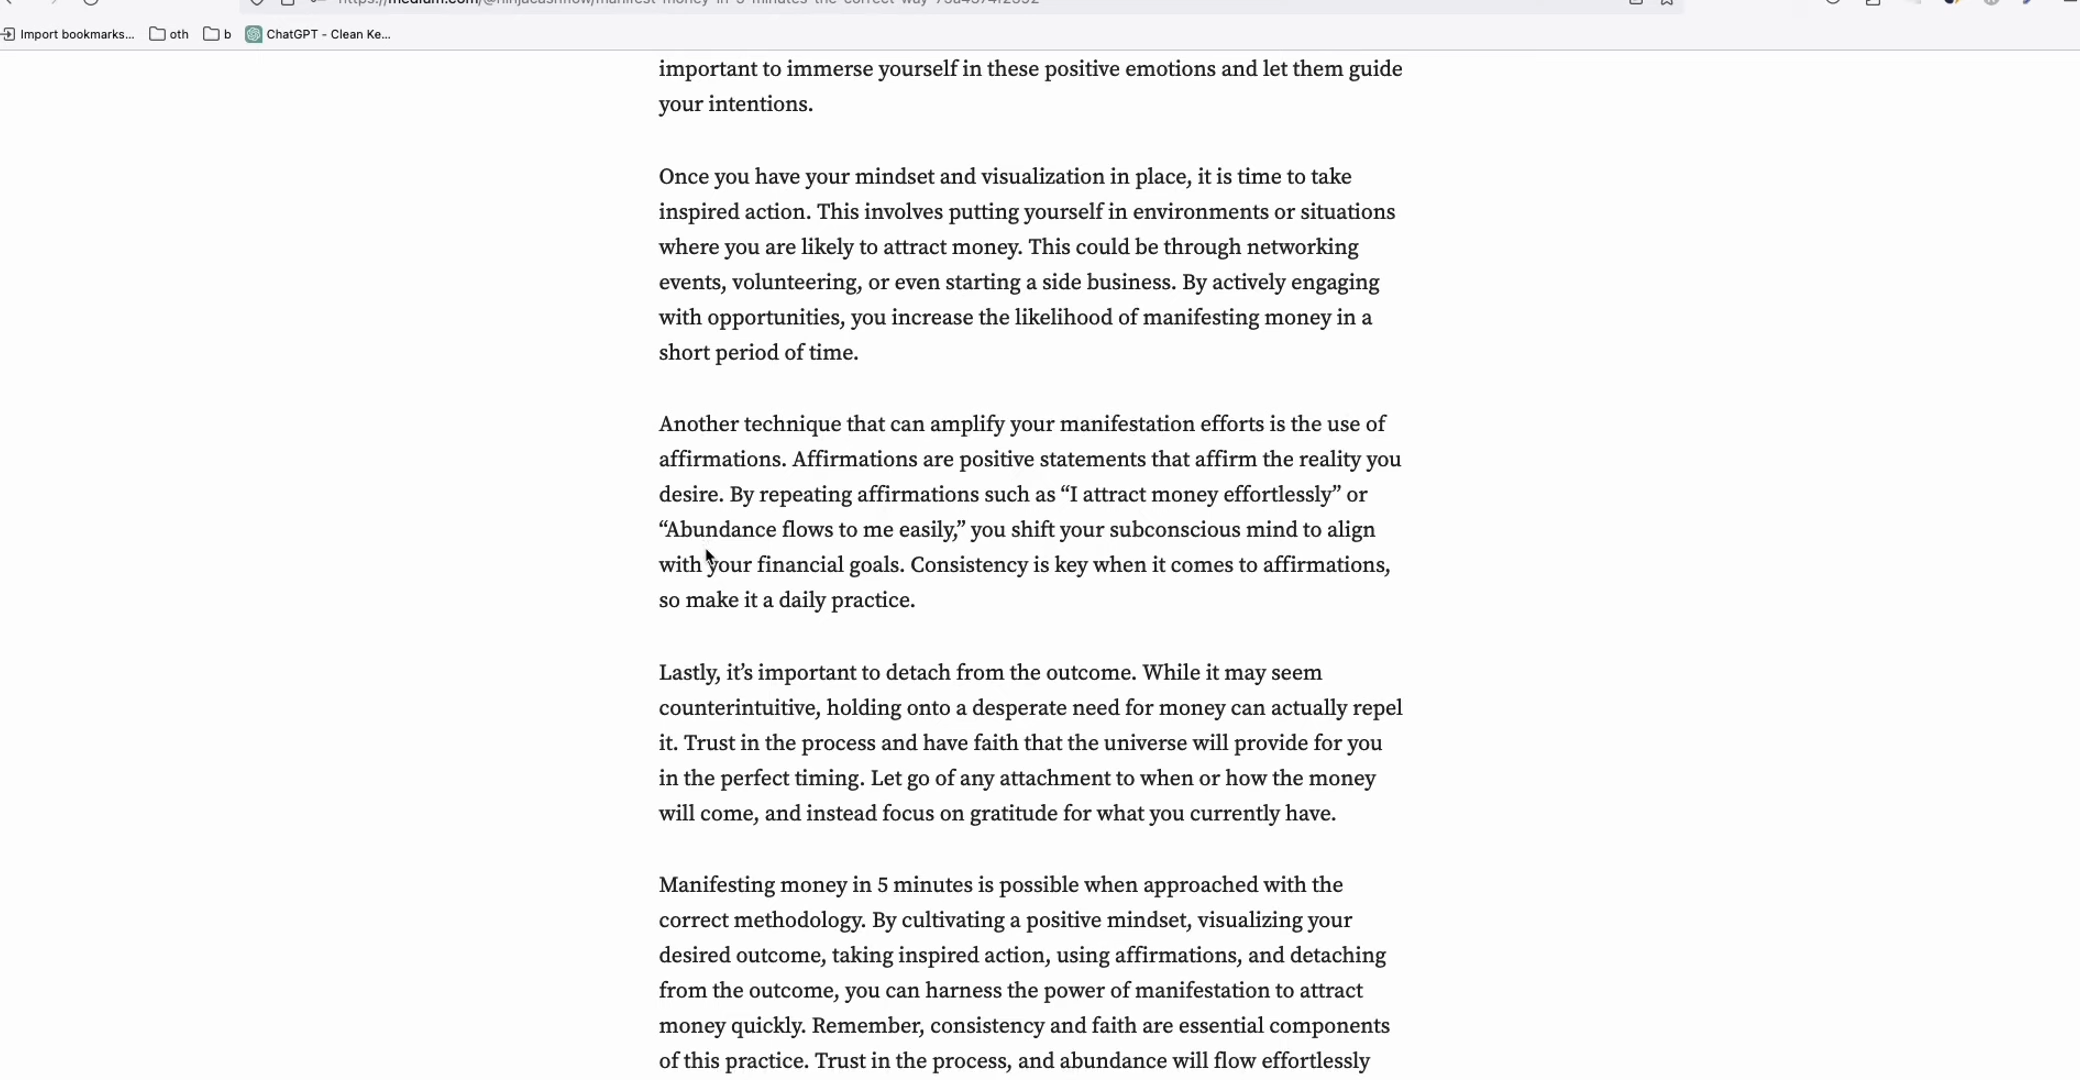 Import bookmarks...
oth
b
ChatGPT - Clean Ke...
important to immerse yourself in these positive emotions and let them guide
your intentions.
Once you have your mindset and visualization in place, it is time to take
inspired action. This involves putting yourself in environments or situations
where you are likely to attract money. This could be through networking
events, volunteering, or even starting a side business. By actively engaging
with opportunities, you increase the likelihood of manifesting money in a
short period of time.
Another technique that can amplify your manifestation efforts is the use of
affirmations. Affirmations are positive statements that affirm the reality you
desire. By repeating affirmations such as “I attract money effortlessly” or
“Abundance flows to me easily,” you shift your subconscious mind to align
with your financial goals. Consistency is key when it comes to affirmations,
so make it a daily practice.
Lastly, it’s important to detach from the outcome. While it may seem
counterintuitive, holding onto a desperate need for money can actually repel
it. Trust in the process and have faith that the universe will provide for you
in the perfect timing. Let go of any attachment to when or how the money
will come, and instead focus on gratitude for what you currently have.
Manifesting money in 5 minutes is possible when approached with the
correct methodology. By cultivating a positive mindset, visualizing your
desired outcome, taking inspired action, using affirmations, and detaching
from the outcome, you can harness the power of manifestation to attract
money quickly. Remember, consistency and faith are essential components
of this practice. Trust in the process, and abundance will flow effortlessly